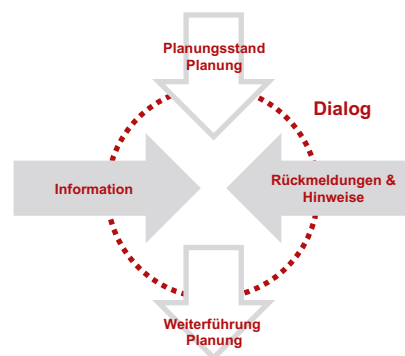 Planungsstand
Planung
Dialog
Information
Rückmeldungen &
Hinweise
Weiterführung
Planung